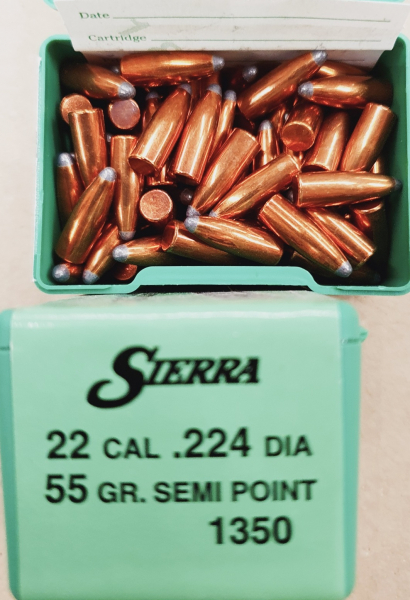 Date
Cartridge
SIERRA
22 CAL .224 DIA
55 GR. SEMI POINT
1350